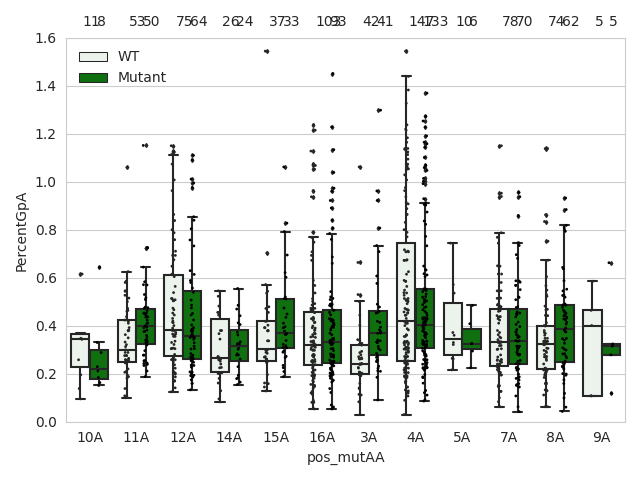 11 8 53 50 75 64 26 24 37 33 103 93 42 41 147 133 10 6 78 70 74 62 5 5
1.6
WT
Mutant
1.4
1.2
1.0
0.8
0.6
0.4
0.2
0.0
PercentGpA
10A 11A 12A 14A 15A 16A 3A 4A 5A 7A 8A 9A
pos_mutAA